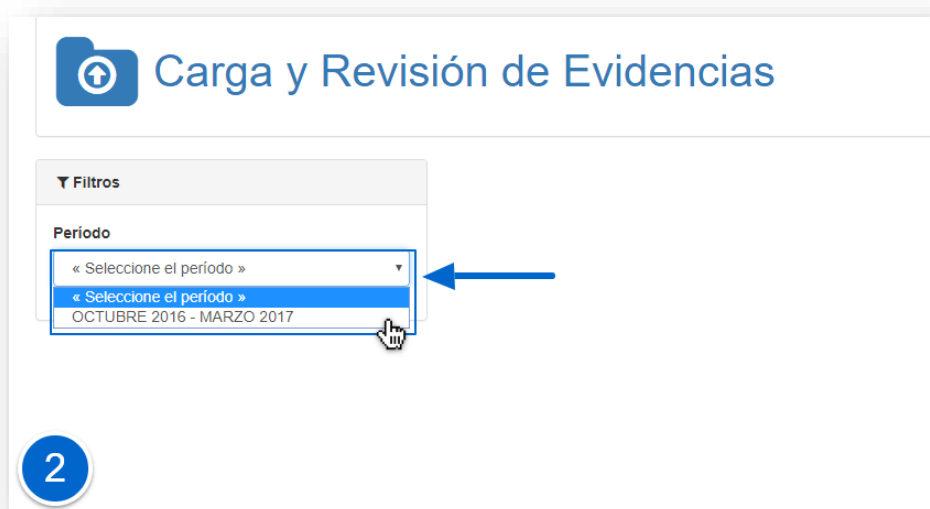 Carga y Revisión de Evidencias
Filtros
Período
« Seleccione el período »
« Seleccione el período »
OCTUBRE 2016 - MARZO 2017
2